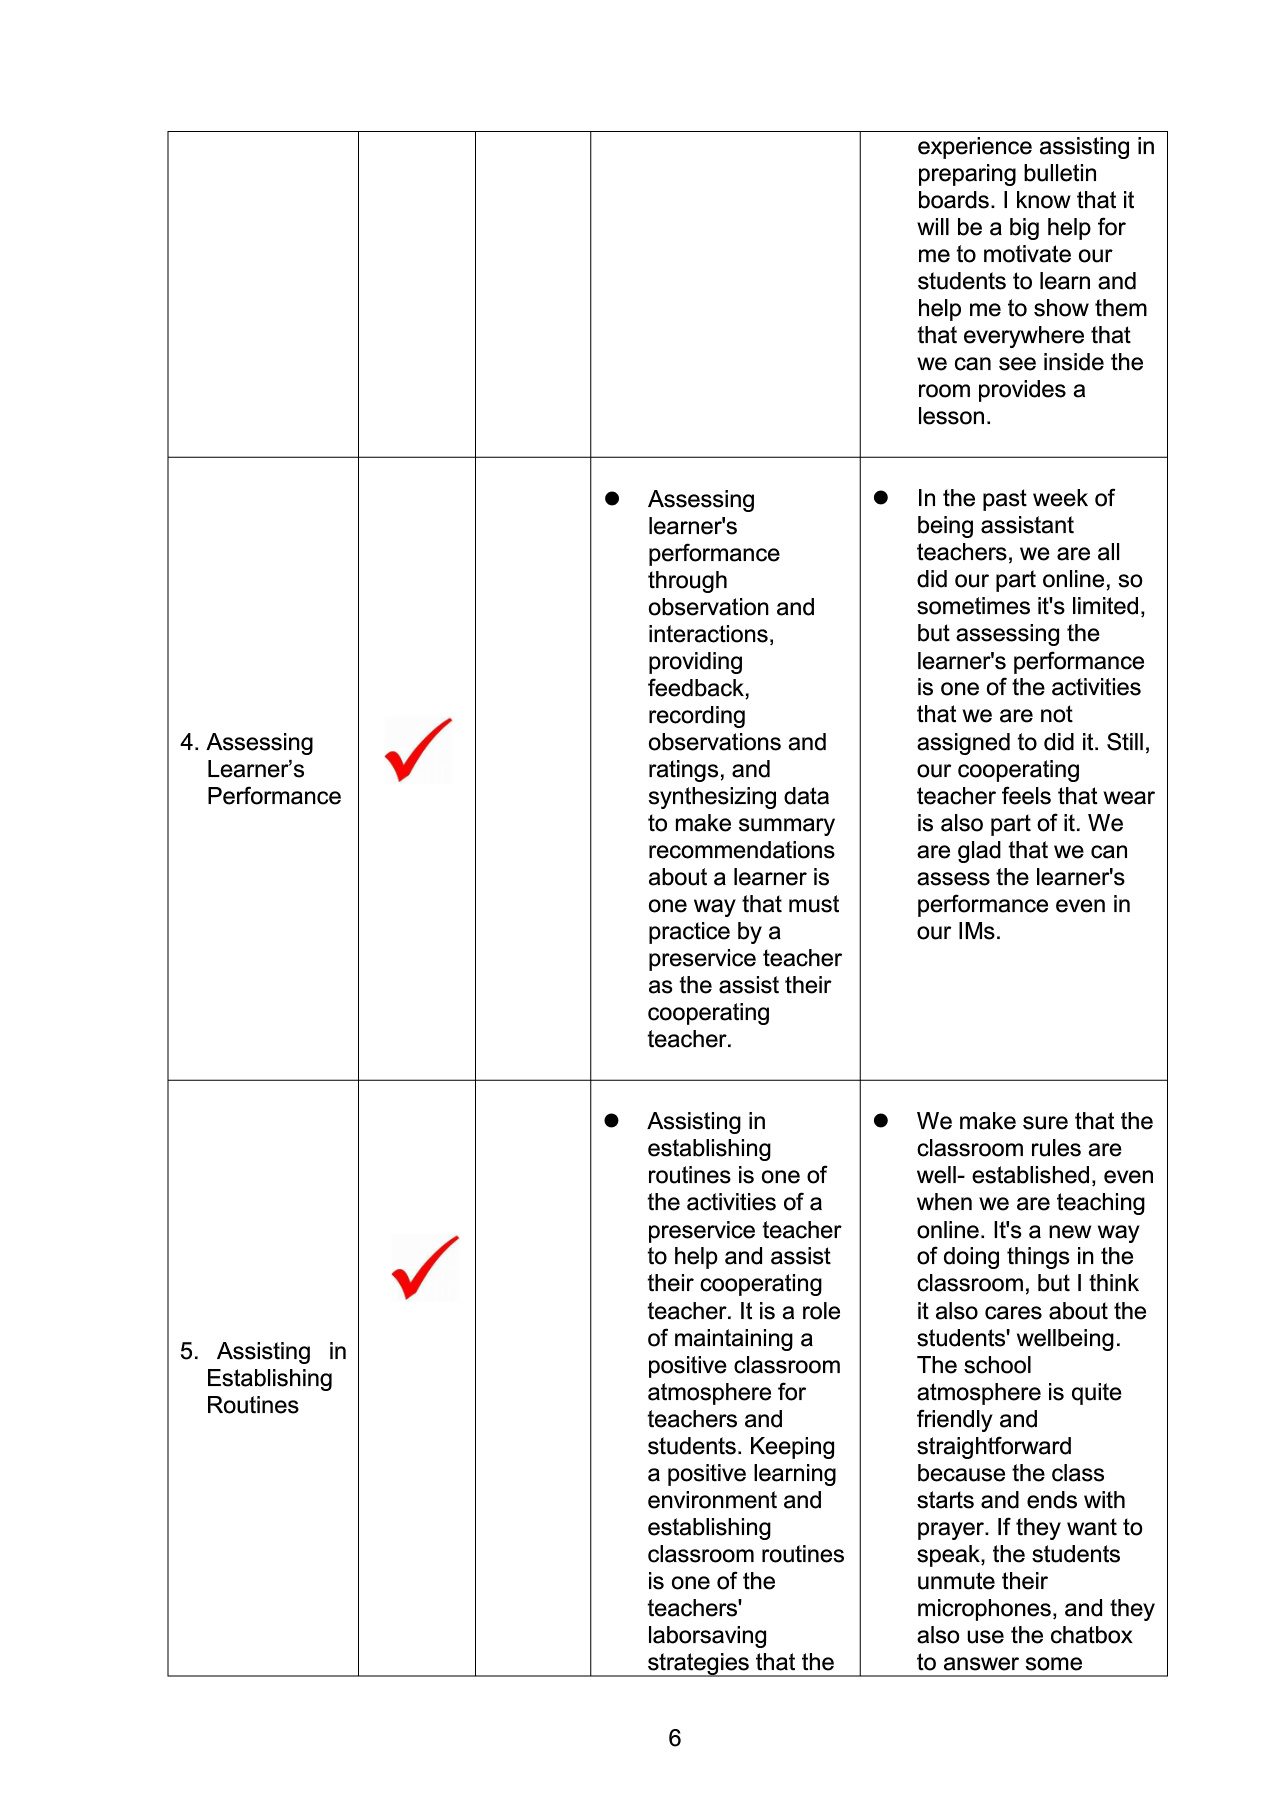 experience assisting in
preparing bulletin
boards. I know that it
will be a big help for
me to motivate our
students to learn and
help me to show them
that everywhere that
we can see inside the
room provides a
lesson.
4. Assessing
Learner’s
Performance
● Assessing
learner's
performance
through
observation and
interactions,
providing
feedback,
recording
observations and
ratings, and
synthesizing data
to make summary
recommendations
about a learner is
one way that must
practice by a
preservice teacher
as the assist their
cooperating
teacher.
● In the past week of
being assistant
teachers, we are all
did our part online, so
sometimes it's limited,
but assessing the
learner's performance
is one of the activities
that we are not
assigned to did it. Still,
our cooperating
teacher feels that wear
is also part of it. We
are glad that we can
assess the learner's
performance even in
our IMs.
5. Assisting in
Establishing
Routines
● Assisting in
establishing
routines is one of
the activities of a
preservice teacher
to help and assist
their cooperating
teacher. It is a role
of maintaining a
positive classroom
atmosphere for
teachers and
students. Keeping
a positive learning
environment and
establishing
classroom routines
is one of the
teachers'
laborsaving
strategies that the
● We make sure that the
classroom rules are
well- established, even
when we are teaching
online. It's a new way
of doing things in the
classroom, but I think
it also cares about the
students' wellbeing.
The school
atmosphere is quite
friendly and
straightforward
because the class
starts and ends with
prayer. If they want to
speak, the students
unmute their
microphones, and they
also use the chatbox
to answer some
6